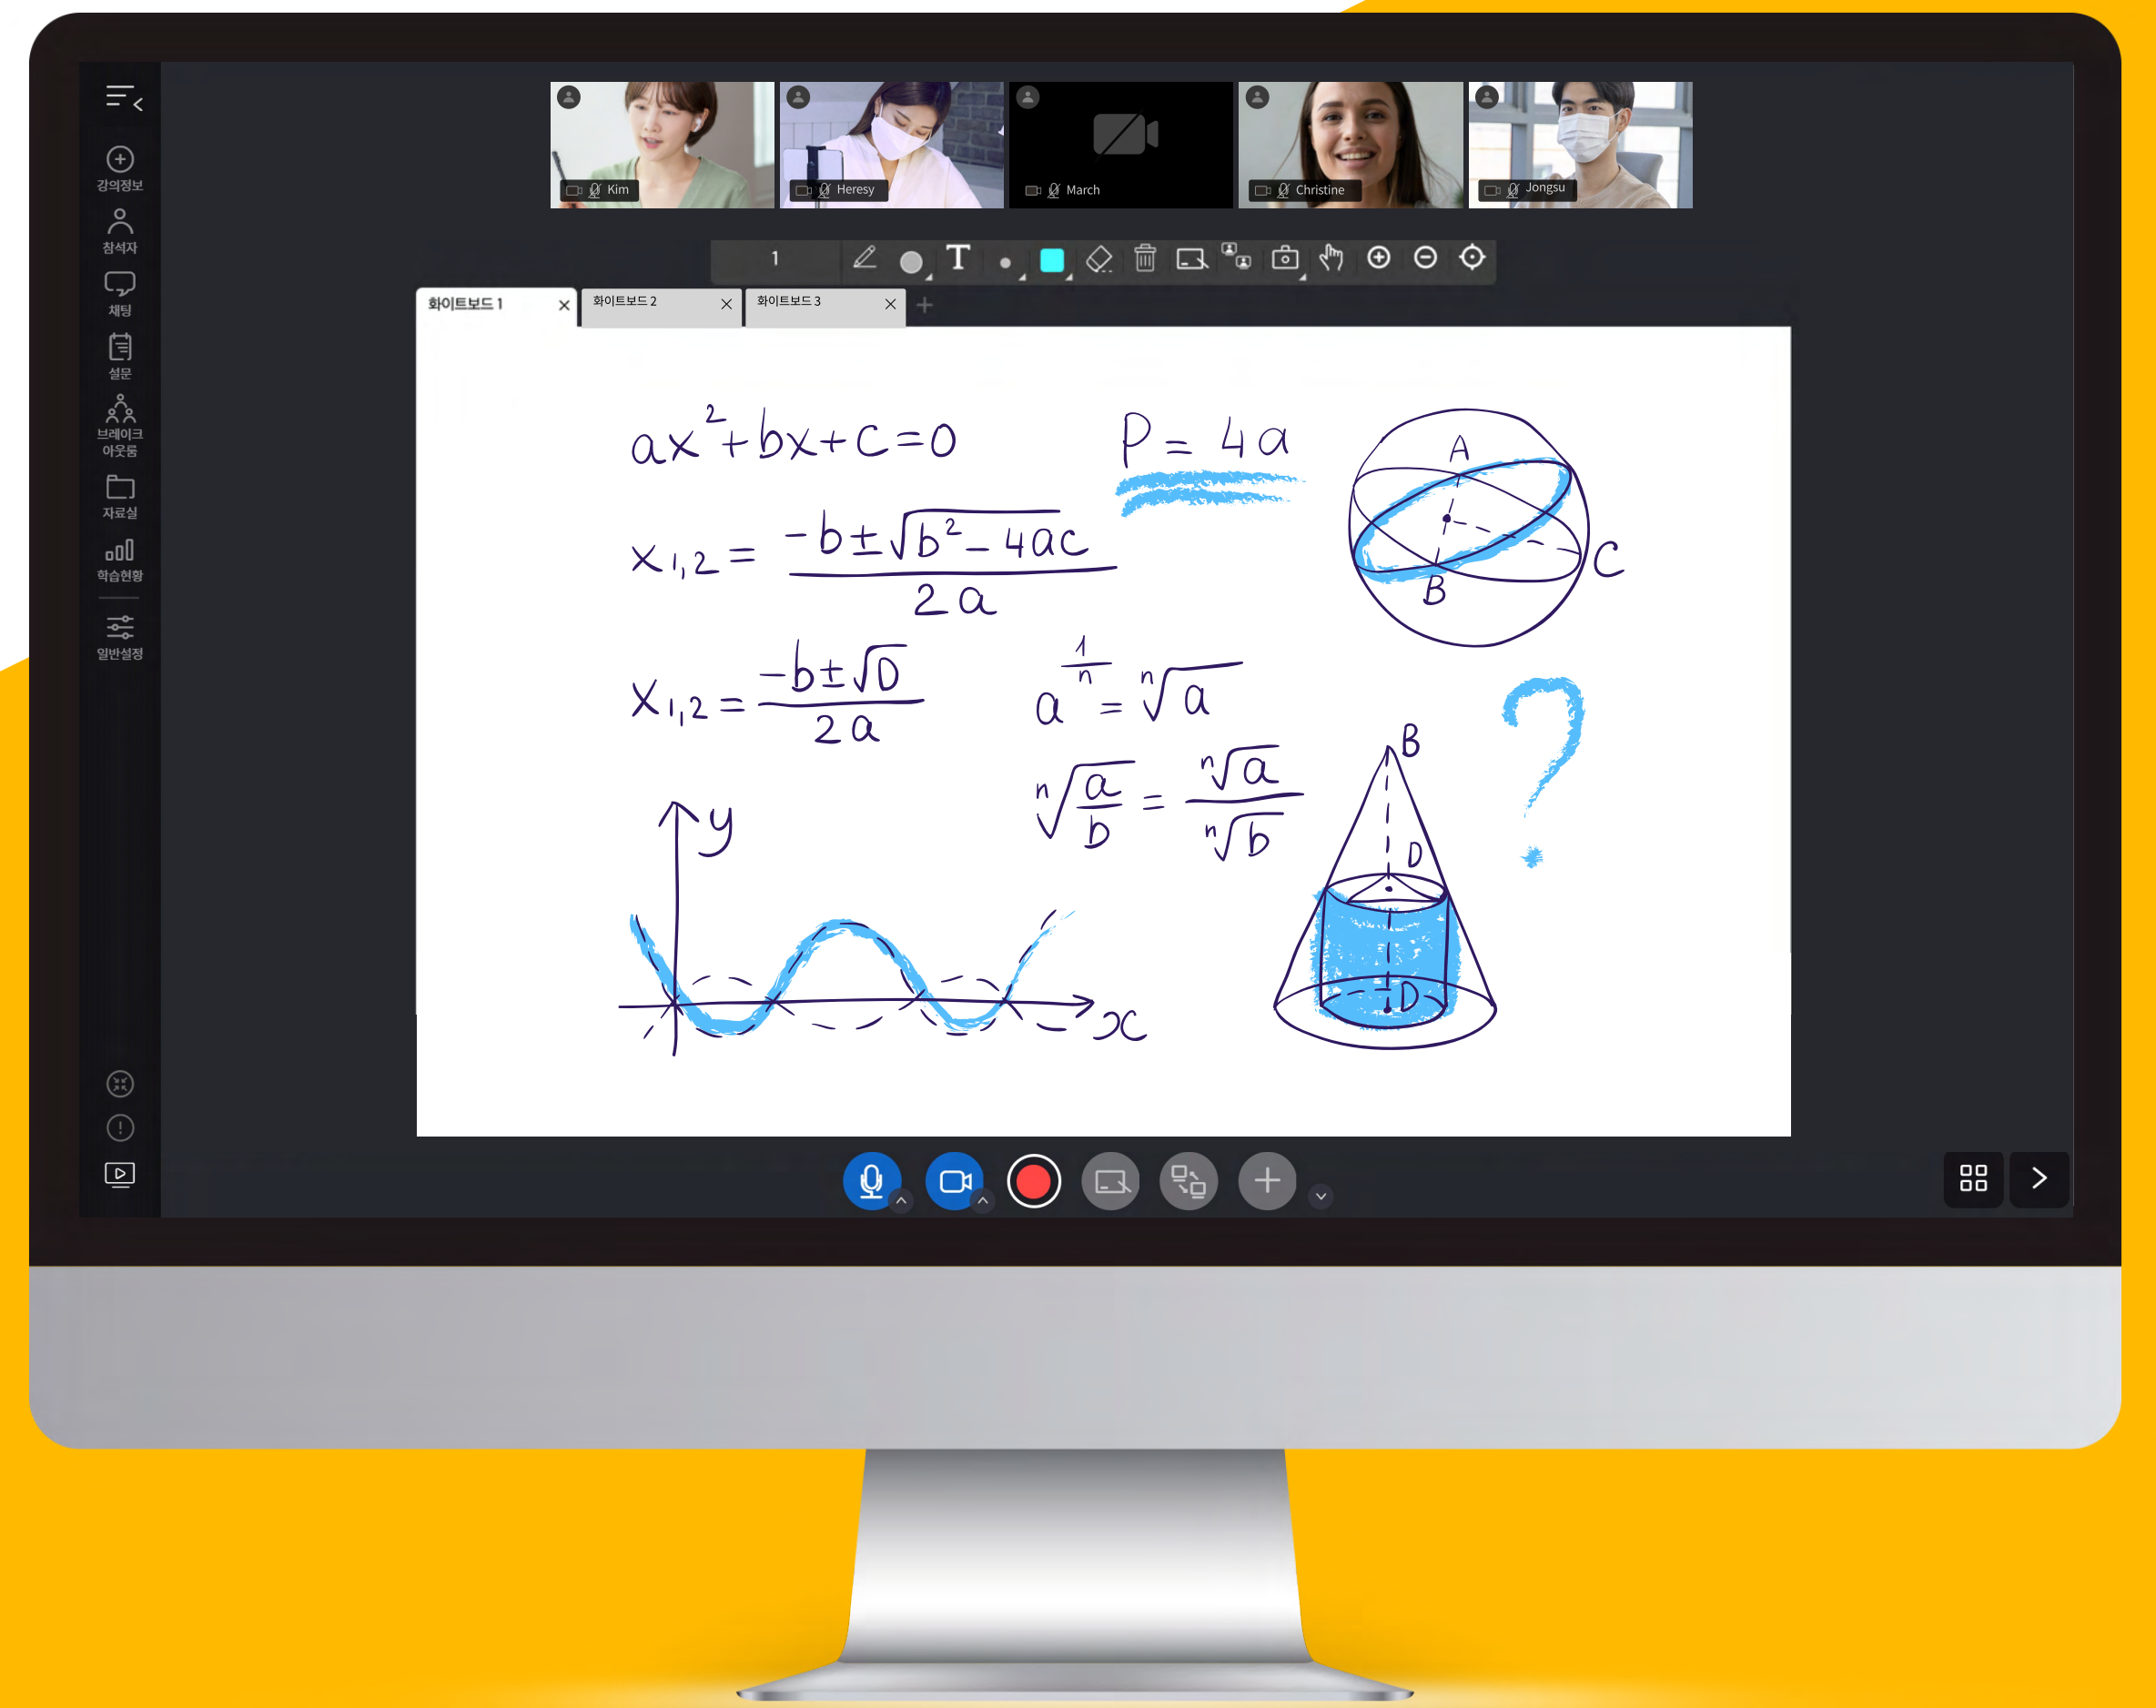 강의정보
참석자
채팅
설문
브레이크
아웃룸
자료실
학습현황
일반설정
Kim
Heresy
March
Christine
Jongsu
1 T
화이트보드 1
화이트보드 2
화이트보드 3
ax²+bx+c=0
P = 4a
x₁,₂ = (-b±√(b²-4ac))/(2a)
A
B
C
x₁,₂ = (-b±√D)/(2a)
a^(1/n) = ⁿ√a
ⁿ√(a/b) = ⁿ√a/ⁿ√b
?
B
D
D
y
x